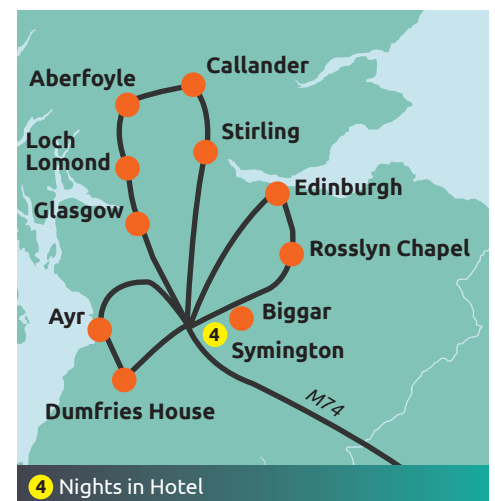 Callander
Aberfoyle
Stirling
Loch
Lomond
Edinburgh
Glasgow
Rosslyn Chapel
Biggar
Ayr
4
Symington
M74
Dumfries House
4 Nights in Hotel